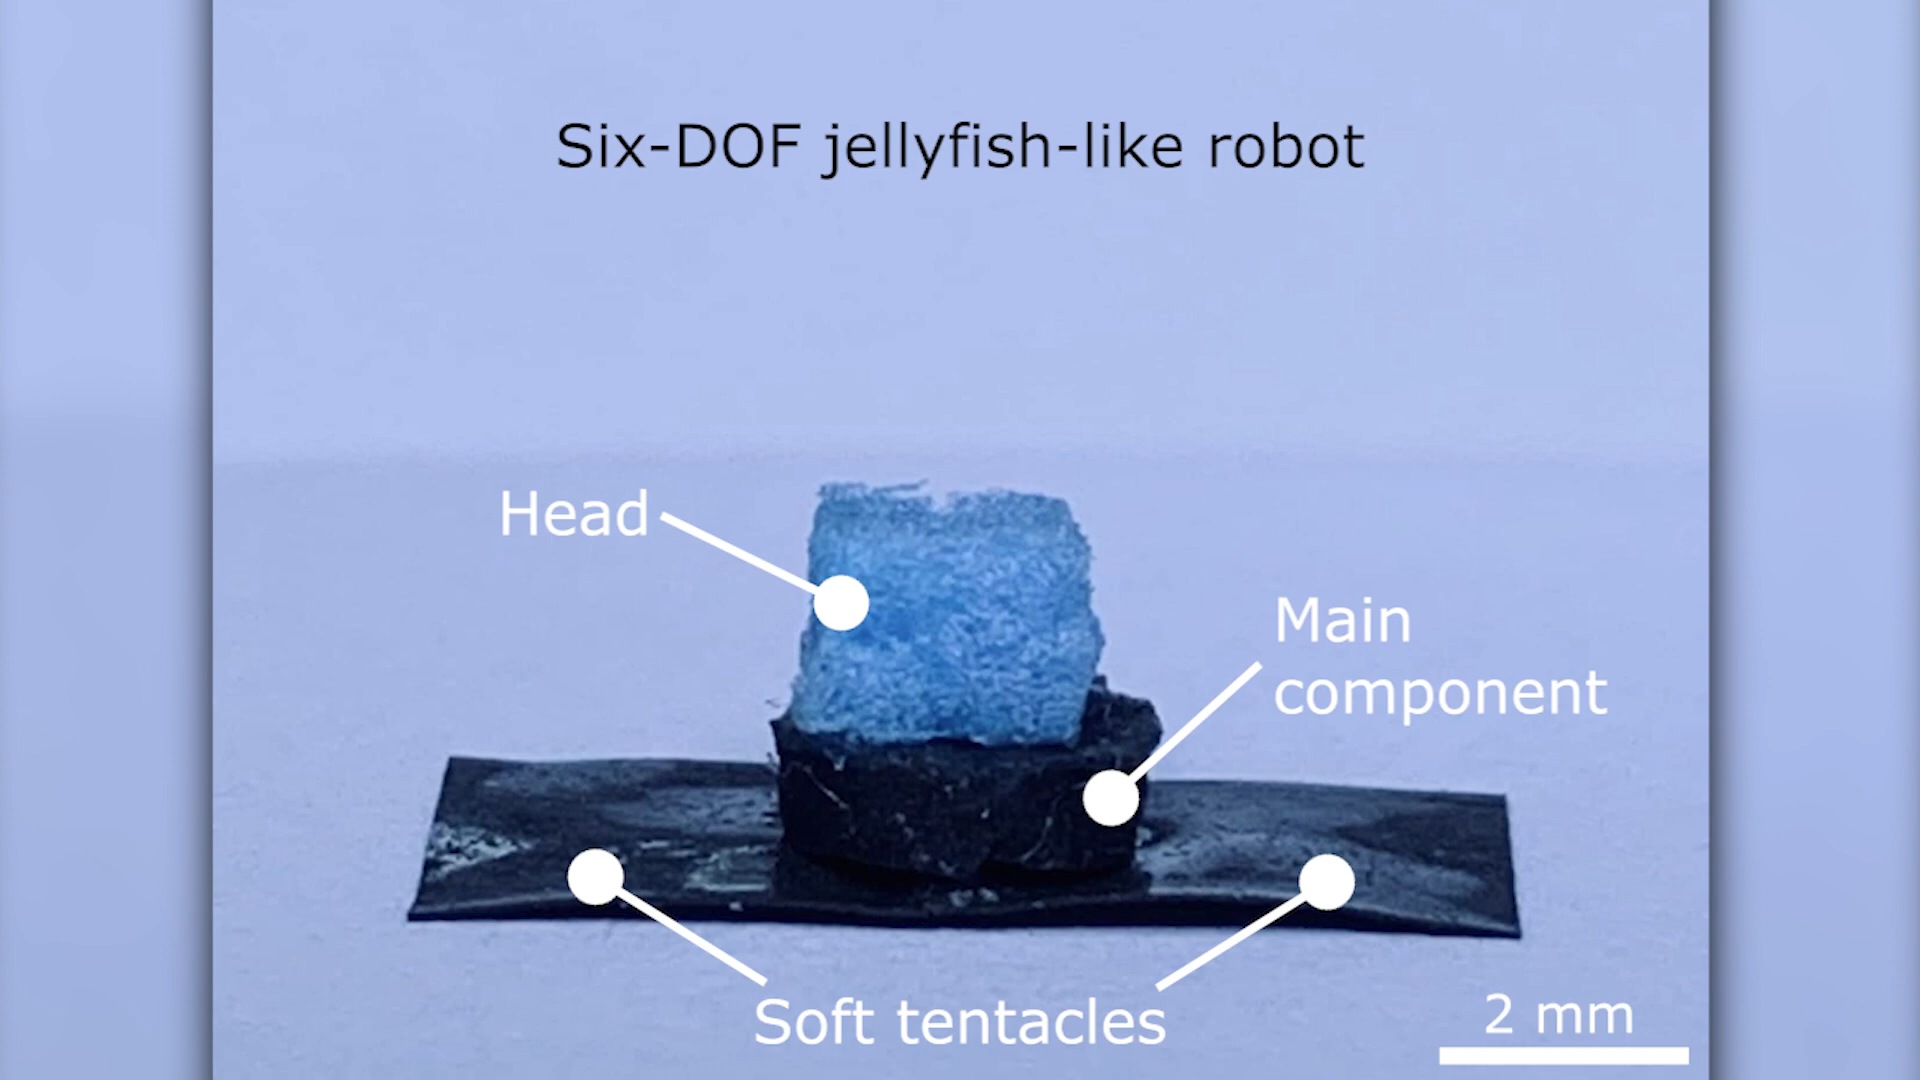 Six-DOF jellyfish-like robot
Head
Main
component
Soft tentacles
2 mm